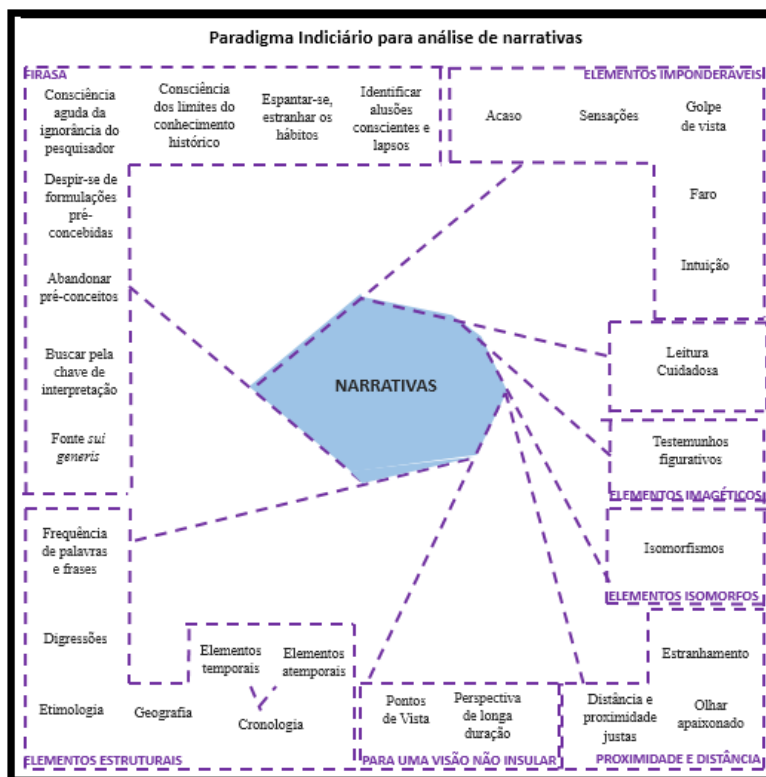 Paradigma Indiciário para análise de narrativas
FIRASA
Consciência
aguda da
ignorância do
pesquisador
Consciência
dos limites do
conhecimento
histórico
Espantar-se,
estranhar os
hábitos
Identificar
alusões
conscientes e
lapsos
Despir-se de
formulações
pré-
concebidas
Abandonar
pré-conceitos
Buscar pela
chave de
interpretação
Fonte sui
generis
ELEMENTOS IMPONDERÁVEIS
Acaso
Sensações
Golpe
de vista
Faro
Intuição
NARRATIVAS
Leitura
Cuidadosa
Testemunhos
figurativos
ELEMENTOS IMAGÉTICOS
Isomorfismos
ELEMENTOS ISOMORFOS
Frequência
de palavras
e frases
Digressões
Etimologia
Geografia
Elementos
temporais
Elementos
atemporais
Cronologia
ELEMENTOS ESTRUTURAIS
Pontos
de Vista
Perspectiva
de longa
duração
PARA UMA VISÃO NÃO INSULAR
Estranhamento
Distância e
proximidade
justas
Olhar
apaixonado
PROXIMIDADE E DISTÂNCIA